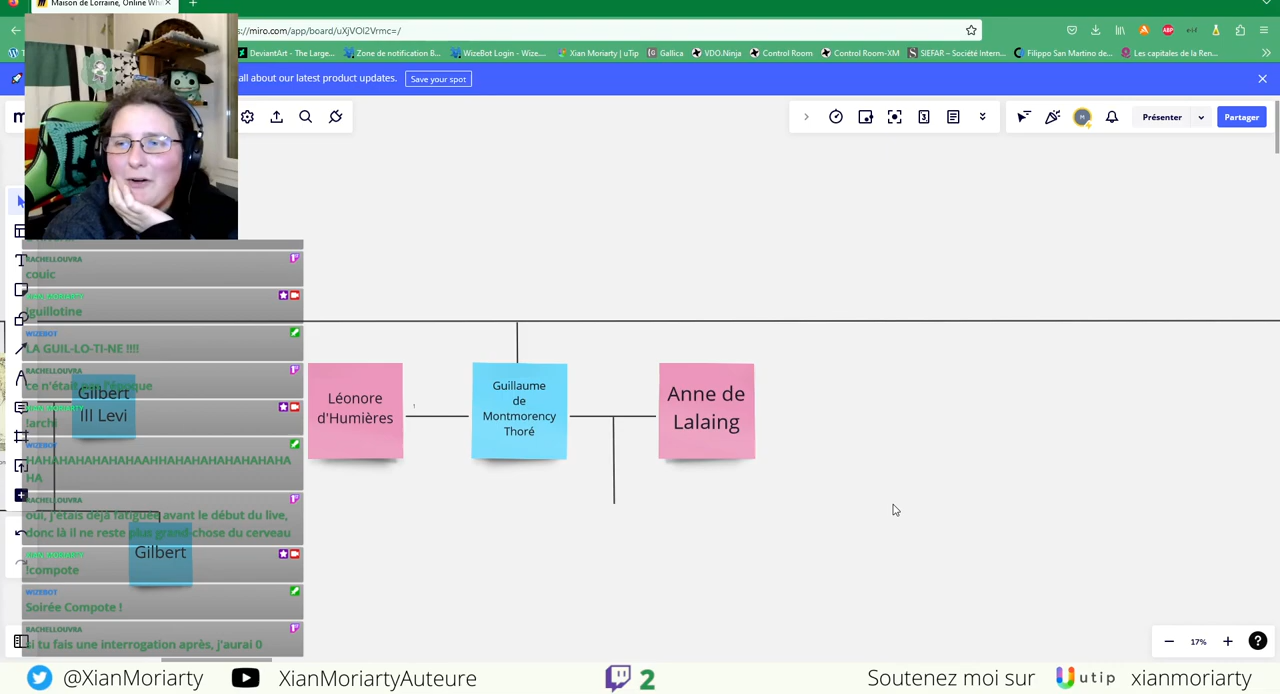 Maison de Lorraine, Online Wh
s://miro.com/app/board/uXjVOl2Vrmc=/
DeviantArt - The Large...
Zone de notification B...
WizeBot Login - Wize....
Xian Moriarty | uTip
Gallica
VDO.Ninja
Control Room
Control Room-XM
SIEFAR – Société Intern...
Filippo San Martino de...
Les capitales de la Ren...
all about our latest product updates.
Save your spot
Présenter
Partager
RACHELLOUVRA
couic
XIAN_MORIARTY
!guillotine
WIZEBOT
LA GUIL-LO-TI-NE !!!!
RACHELLOUVRA
ce n'était pas l'époque
XIAN_MORIARTY
!archi
WIZEBOT
HAHAHAHAHAHAHAAHHAHAHAHAHAHAHA
HA
RACHELLOUVRA
oui, j'étais déjà fatiguée avant le début du live,
donc là il ne reste plus grand-chose du cerveau
XIAN_MORIARTY
!compote
WIZEBOT
Soirée Compote !
RACHELLOUVRA
si tu fais une interrogation après, j'aurai 0
Gilbert
III Levi
Gilbert
Léonore
d'Humières
1
Guillaume
de
Montmorency
Thoré
Anne de
Lalaing
17%
@XianMoriarty
XianMoriartyAuteure
2
Soutenez moi sur
utip
xianmoriarty